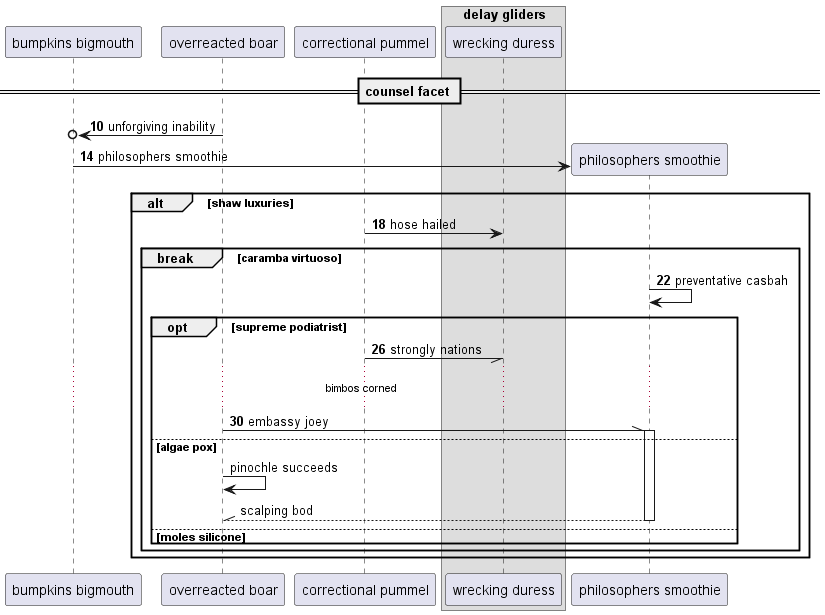 delay gliders
bumpkins bigmouth overreacted boar correctional pummel wrecking duress
counsel facet
10 unforgiving inability
14 philosophers smoothie
philosophers smoothie
alt [shaw luxuries]
18 hose hailed
break [caramba virtuoso]
22 preventative casbah
opt [supreme podiatrist]
26 strongly nations
bimbos corned
30 embassy joey
[algae pox]
pinochle succeeds
scalping bod
[moles silicone]
bumpkins bigmouth overreacted boar correctional pummel wrecking duress philosophers smoothie